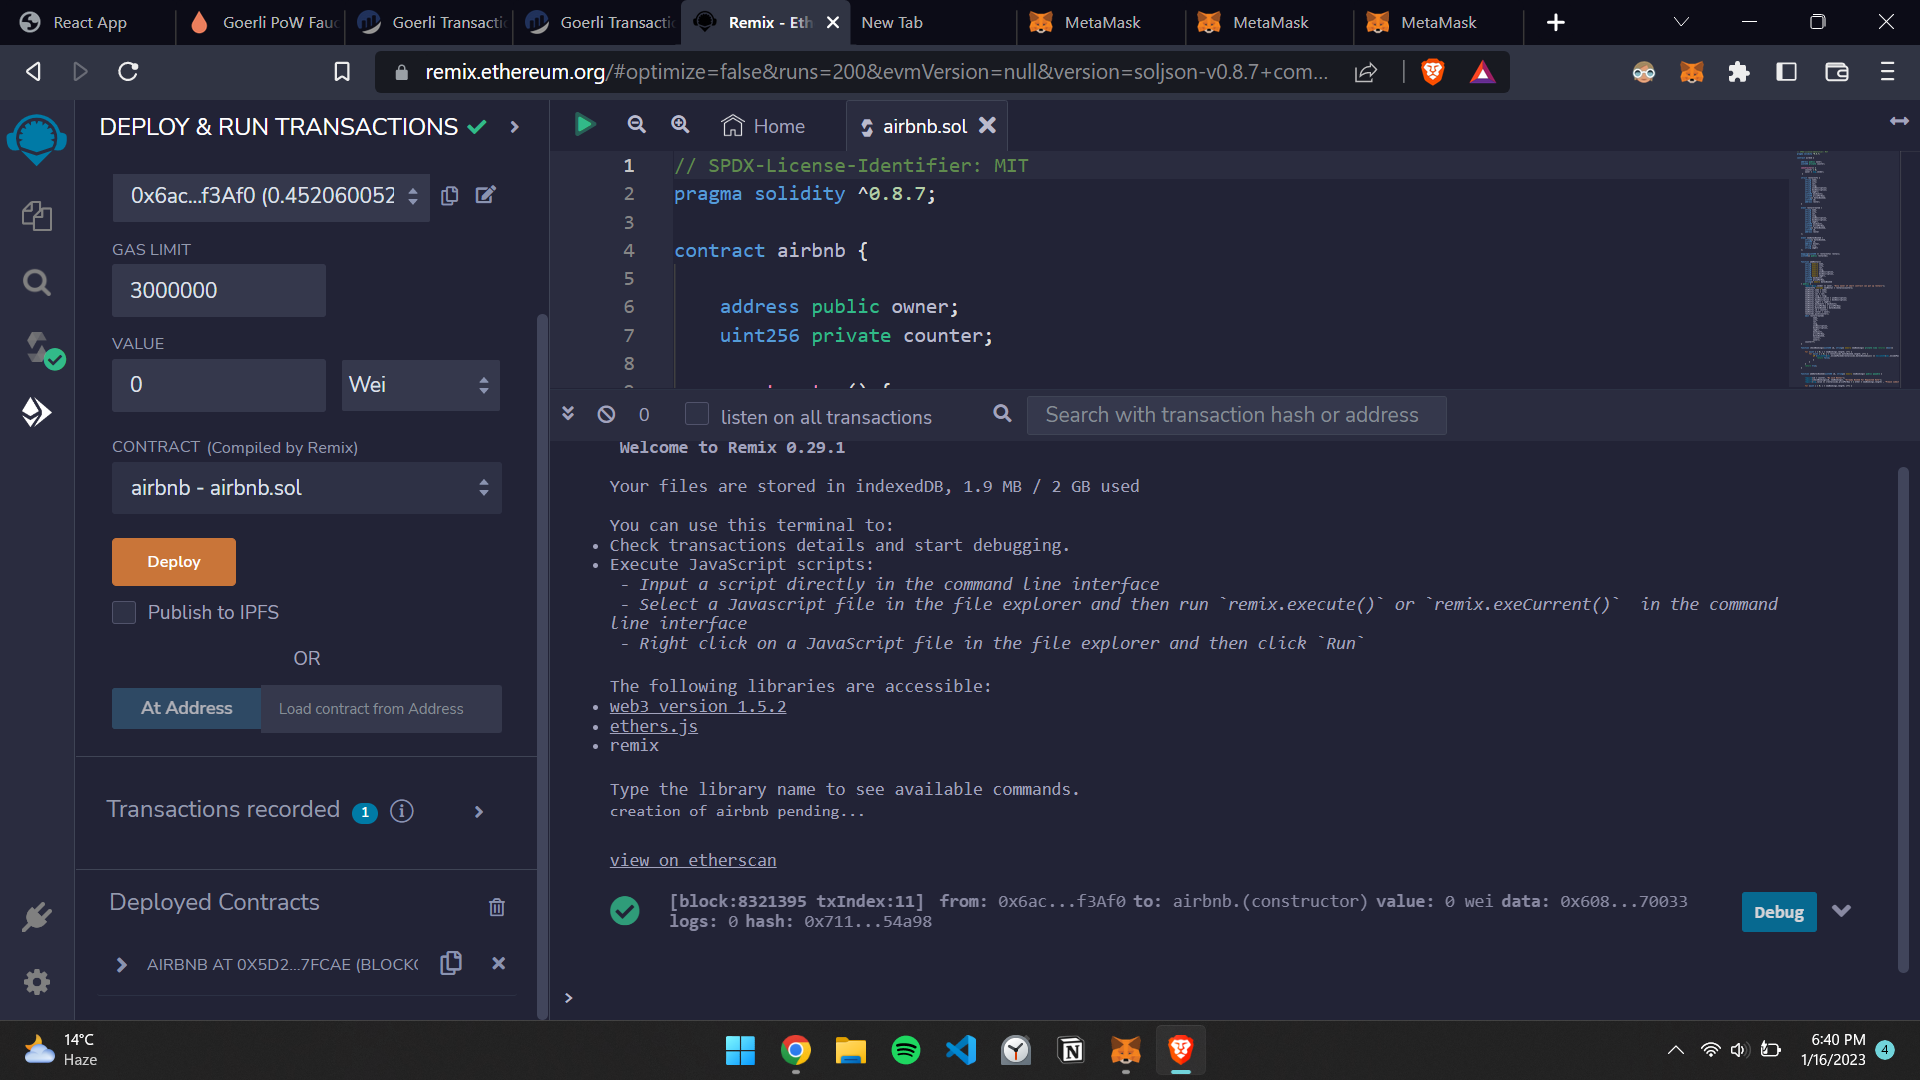 React App
Goerli PoW Fau
Goerli Transacti
Goerli Transacti
Remix - Eth
New Tab
MetaMask
MetaMask
MetaMask
remix.ethereum.org/#optimize=false&runs=200&evmVersion=null&version=soljson-v0.8.7+com...
DEPLOY & RUN TRANSACTIONS
0x6ac...f3Af0 (0.452060052
GAS LIMIT
3000000
VALUE
0
Wei
CONTRACT (Compiled by Remix)
airbnb - airbnb.sol
Deploy
Publish to IPFS
OR
At Address
Load contract from Address
Transactions recorded 1 i
Deployed Contracts
AIRBNB AT 0X5D2...7FCAE (BLOCKC
Home
airbnb.sol
1 // SPDX-License-Identifier: MIT
2 pragma solidity ^0.8.7;
3
4 contract airbnb {
5
6 address public owner;
7 uint256 private counter;
8
0
listen on all transactions
Search with transaction hash or address
Welcome to Remix 0.29.1
Your files are stored in indexedDB, 1.9 MB / 2 GB used
You can use this terminal to:
• Check transactions details and start debugging.
• Execute JavaScript scripts:
- Input a script directly in the command line interface
- Select a Javascript file in the file explorer and then run `remix.execute()` or `remix.exeCurrent()` in the command
line interface
- Right click on a JavaScript file in the file explorer and then click `Run`
The following libraries are accessible:
• web3 version 1.5.2
• ethers.js
• remix
Type the library name to see available commands.
creation of airbnb pending...
view on etherscan
[block:8321395 txIndex:11] from: 0x6ac...f3Af0 to: airbnb.(constructor) value: 0 wei data: 0x608...70033
logs: 0 hash: 0x711...54a98
Debug
>
14°C
Haze
6:40 PM
1/16/2023
4